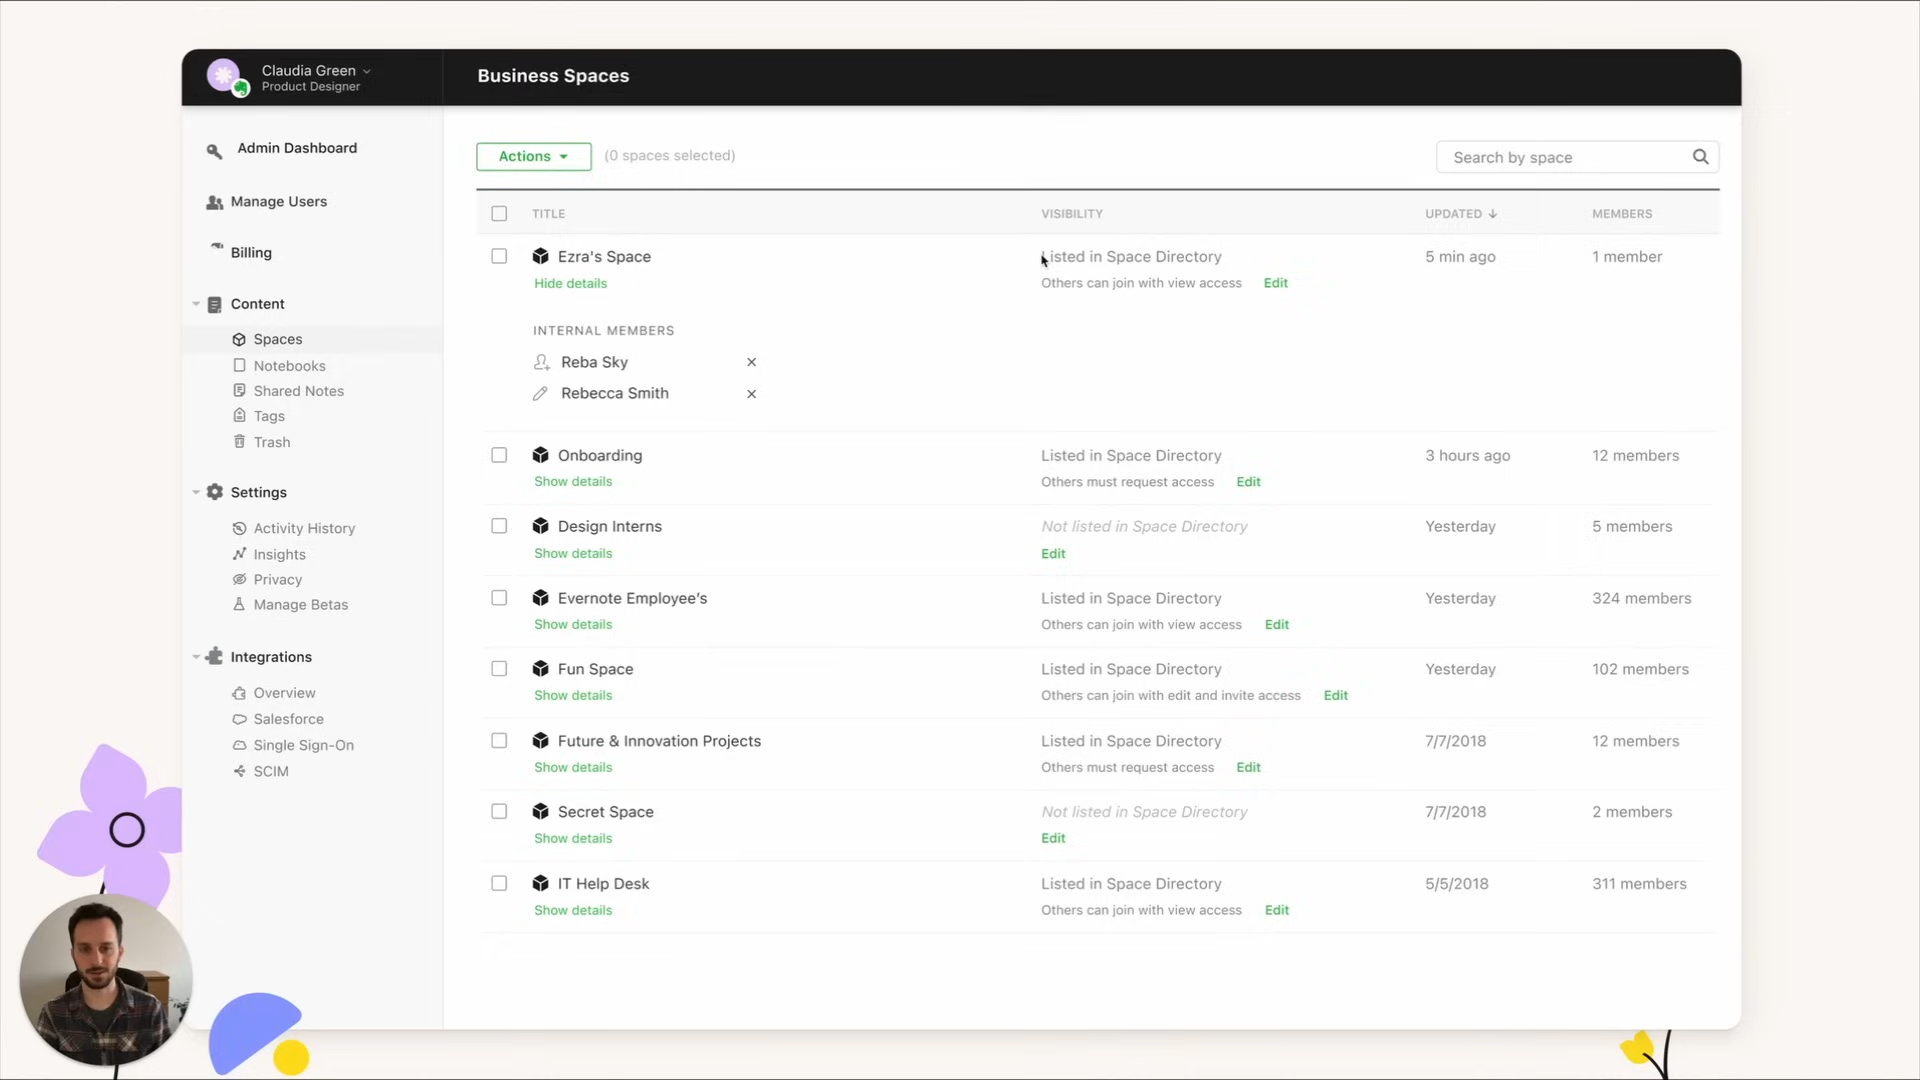 Claudia Green
Product Designer
Business Spaces
Admin Dashboard
Manage Users
Billing
Content
Spaces
Notebooks
Shared Notes
Tags
Trash
Settings
Activity History
Insights
Privacy
Manage Betas
Integrations
Overview
Salesforce
Single Sign-On
SCIM
Actions (0 spaces selected)
Search by space
TITLE VISIBILITY UPDATED MEMBERS
Ezra's Space Listed in Space Directory 5 min ago 1 member
Hide details Others can join with view access Edit
INTERNAL MEMBERS
Reba Sky
Rebecca Smith
Onboarding Listed in Space Directory 3 hours ago 12 members
Show details Others must request access Edit
Design Interns Not listed in Space Directory Yesterday 5 members
Show details Edit
Evernote Employee’s Listed in Space Directory Yesterday 324 members
Show details Others can join with view access Edit
Fun Space Listed in Space Directory Yesterday 102 members
Show details Others can join with edit and invite access Edit
Future & Innovation Projects Listed in Space Directory 7/7/2018 12 members
Show details Others must request access Edit
Secret Space Not listed in Space Directory 7/7/2018 2 members
Show details Edit
IT Help Desk Listed in Space Directory 5/5/2018 311 members
Show details Others can join with view access Edit